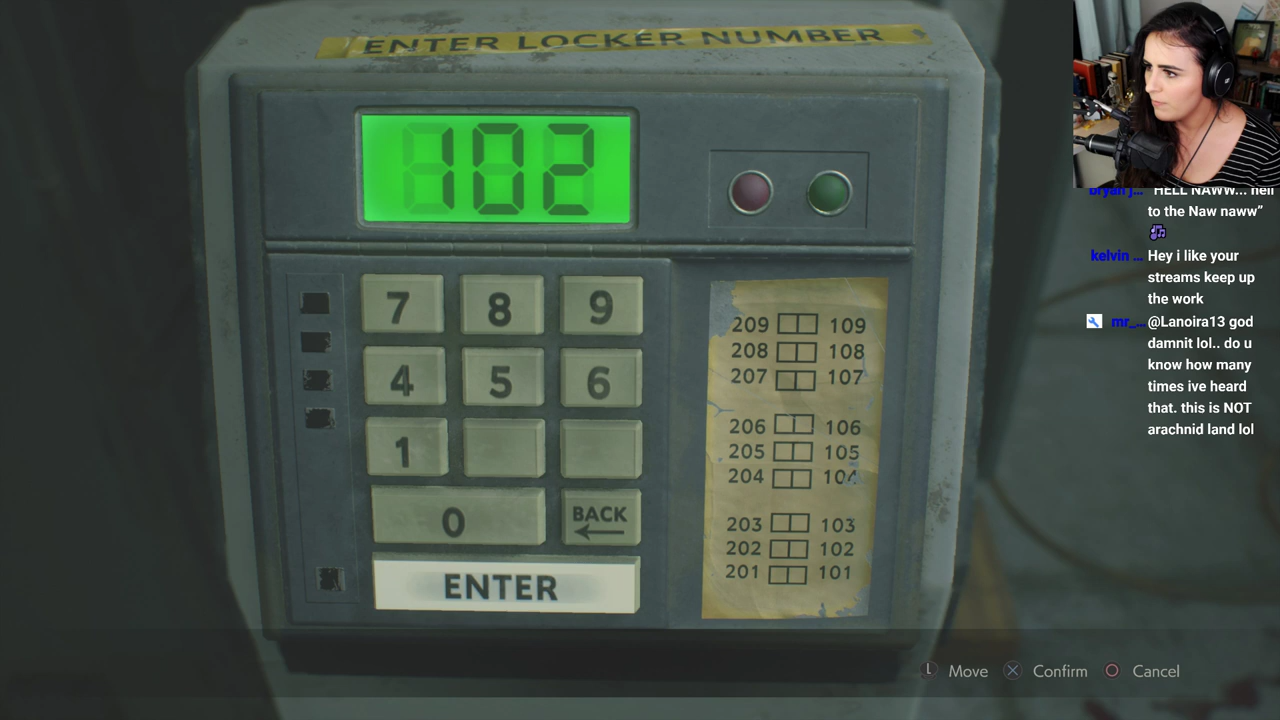 ENTER LOCKER NUMBER
102
7 8 9
4 5 6
1
0 BACK
ENTER
209 109
208 108
207 107
206 106
205 105
204 104
203 103
202 102
201 101
bryan j... "HELL NAWW... hell
to the Naw naww"
kelvin ... Hey i like your
streams keep up
the work
mr_... @Lanoira13 god
damnit lol.. do u
know how many
times ive heard
that. this is NOT
arachnid land lol
L Move Confirm Cancel